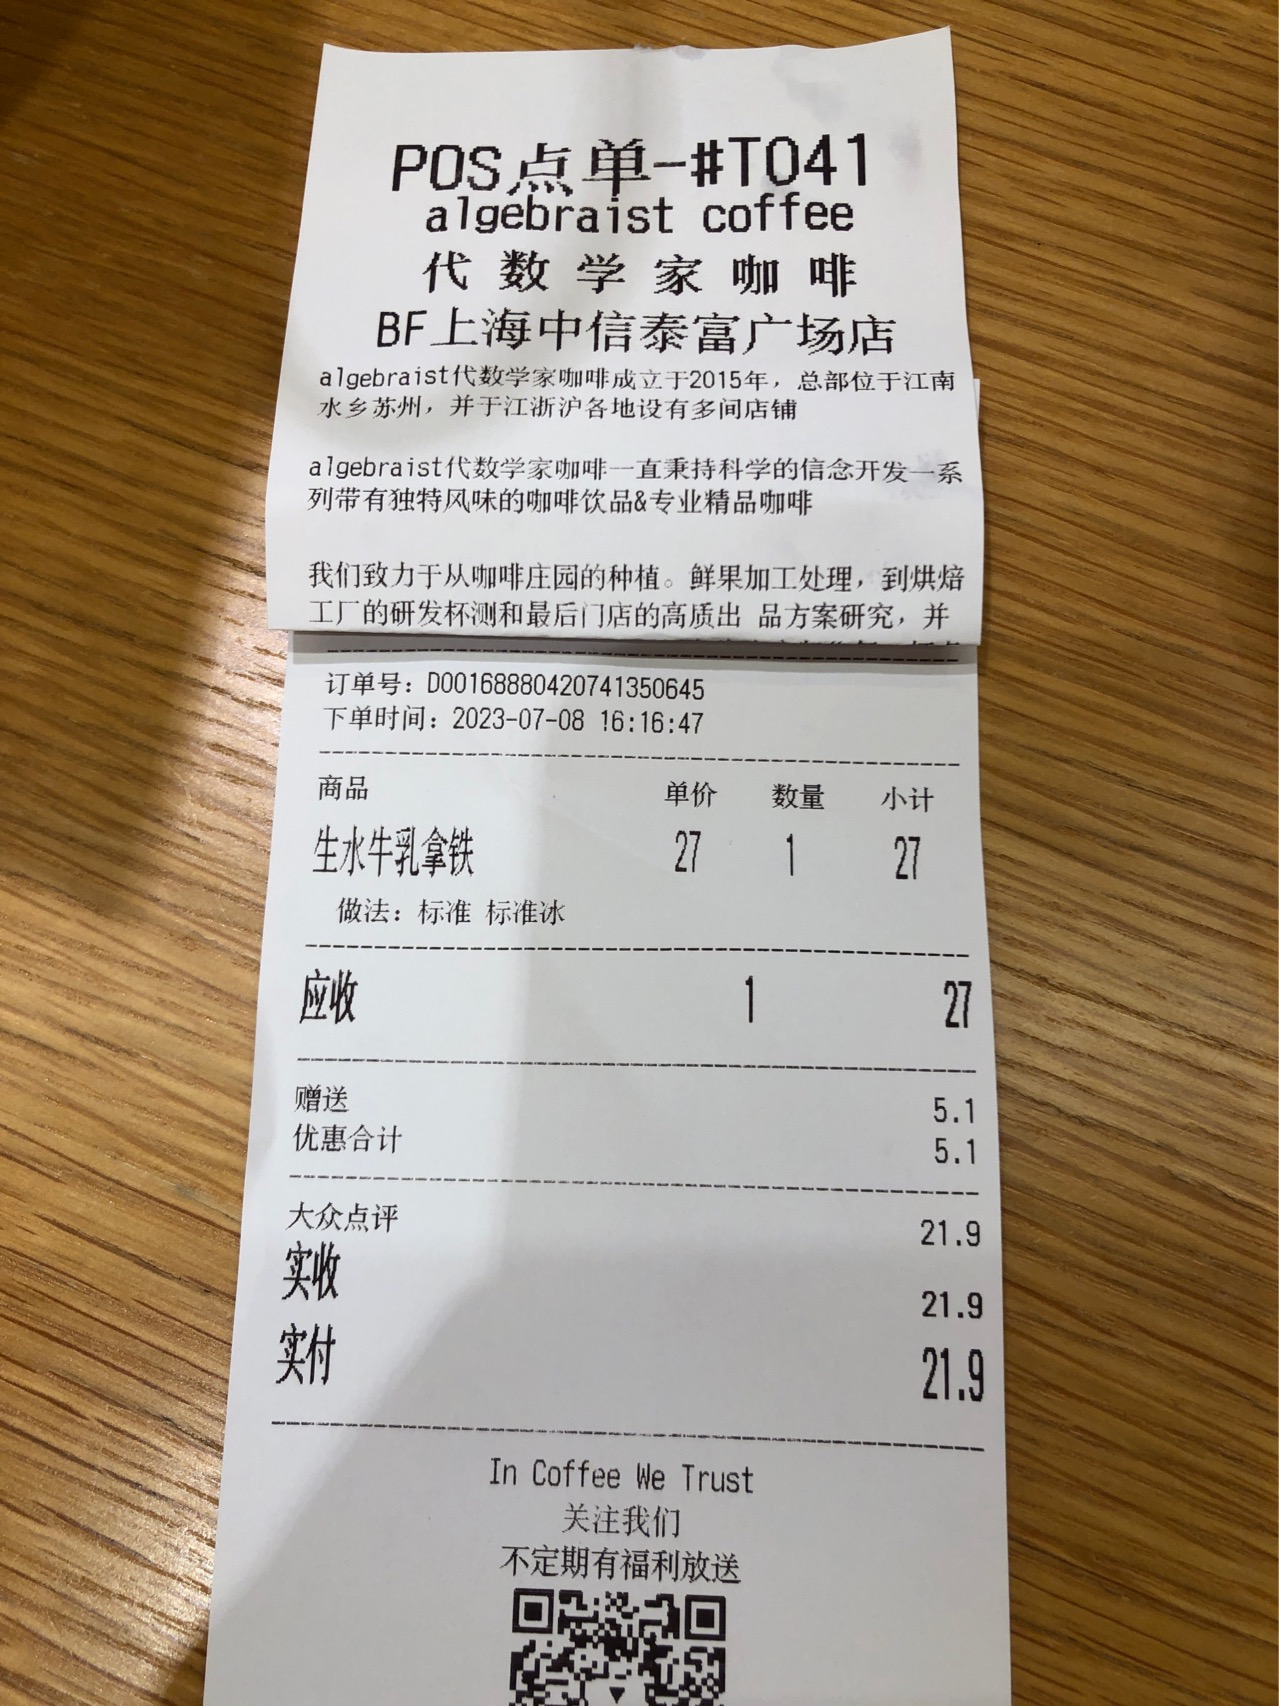 POS点单-#T041
algebraist coffee
代数学家咖啡
BF上海中信泰富广场店
algebraist代数学家咖啡成立于2015年，总部位于江南
水乡苏州，并于江浙沪各地设有多间店铺
algebraist代数学家咖啡一直秉持科学的信念开发一系
列带有独特风味的咖啡饮品&专业精品咖啡
我们致力于从咖啡庄园的种植。鲜果加工处理，到烘焙
工厂的研发杯测和最后门店的高质出 品方案研究，并
订单号：D00168880420741350645
下单时间：2023-07-08 16:16:47
商品 单价 数量 小计
生水牛乳拿铁 27 1 27
做法：标准 标准冰
应收 1 27
赠送 5.1
优惠合计 5.1
大众点评 21.9
实收 21.9
实付 21.9
In Coffee We Trust
关注我们
不定期有福利放送